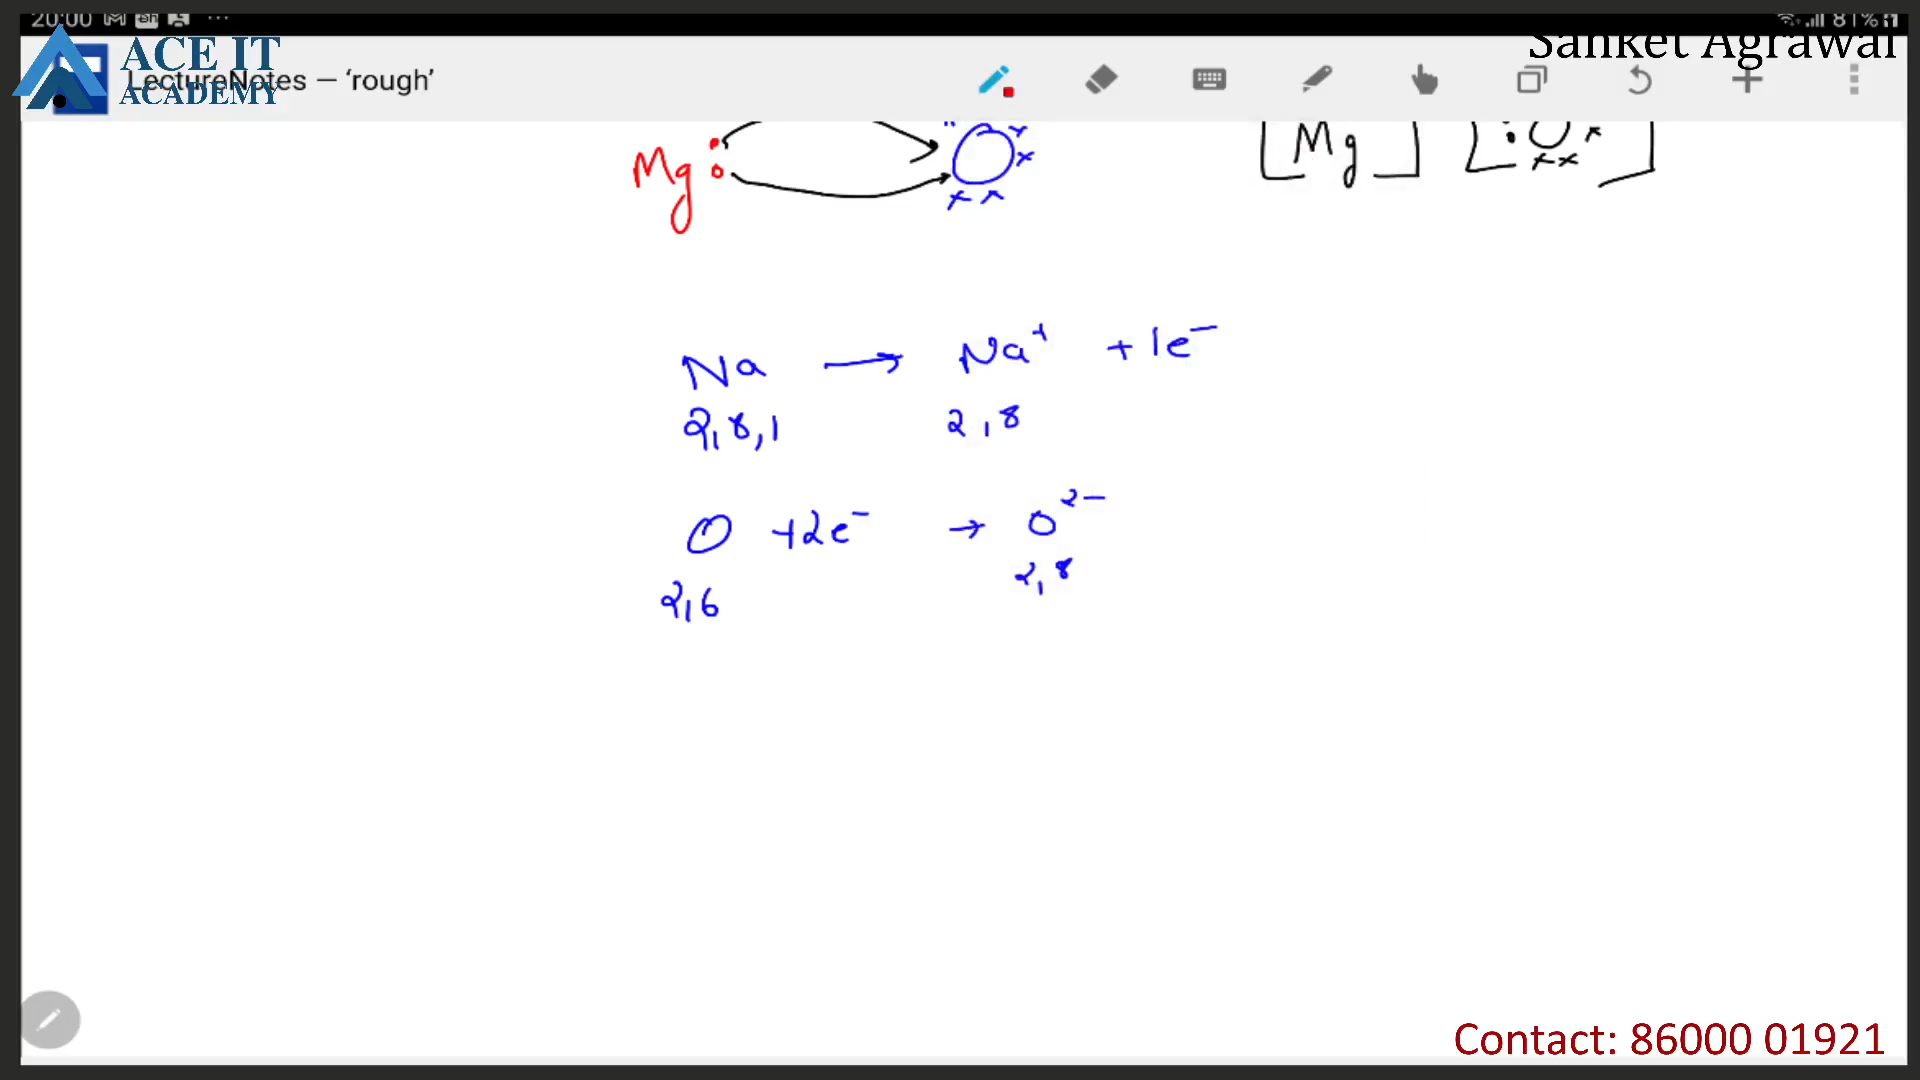 20:00 ... 81%
ACE IT
ACADEMY
LectureNotes — ‘rough’
Sanket Agrawal
Mg O [Mg] [O]
Na → Na⁺ + 1e⁻
2,8,1 2,8
O +2e⁻ → O²⁻
2,6 2,8
Contact: 86000 01921